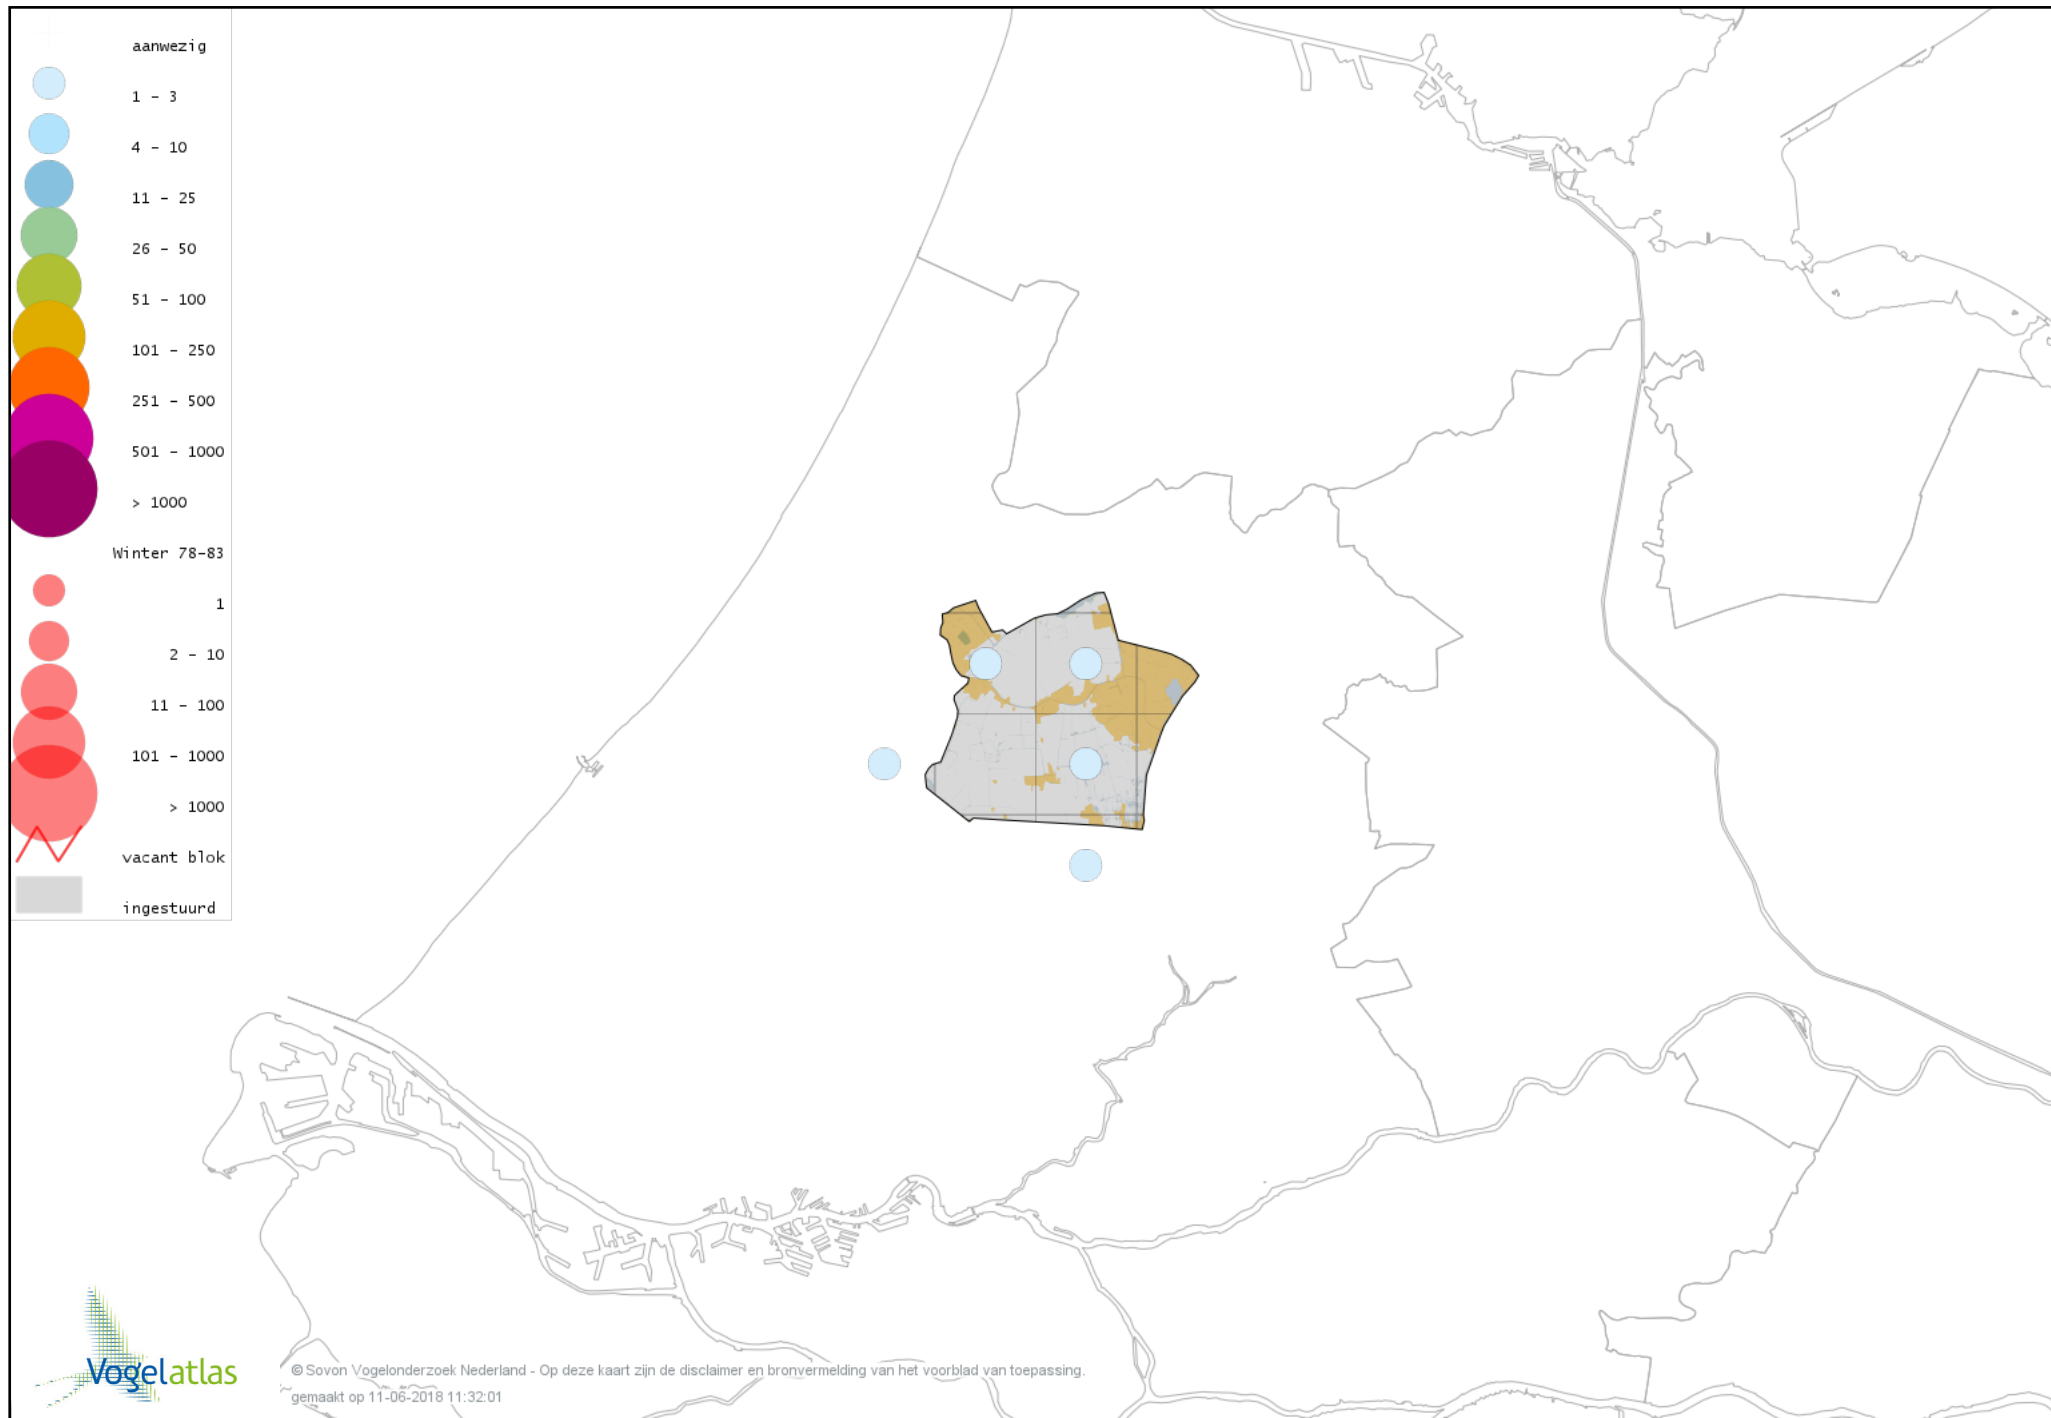 aanwezig
1 - 3
4 - 10
11 - 25
26 - 50
51 - 100
101 - 250
251 - 500
501 - 1000
> 1000
Winter 78-83
1
2 - 10
11 - 100
101 - 1000
> 1000
vacant blok
ingestuurd
Vogelatlas
© Sovon Vogelonderzoek Nederland - Op deze kaart zijn de disclaimer en bronvermelding van het voorblad van toepassing.
gemaakt op 11-06-2018 11:32:01